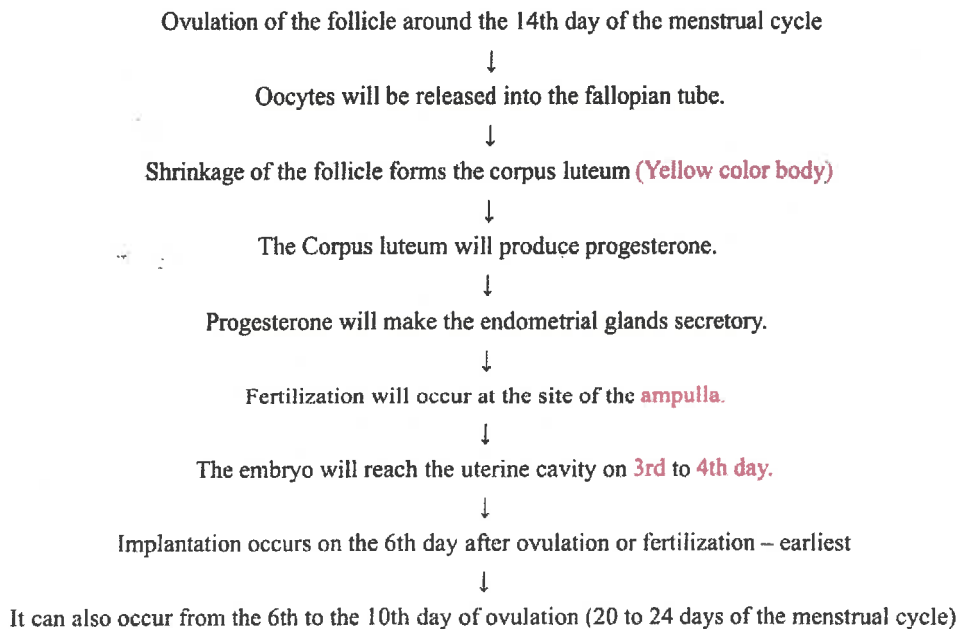 Ovulation of the follicle around the 14th day of the menstrual cycle
↓
Oocytes will be released into the fallopian tube.
↓
Shrinkage of the follicle forms the corpus luteum (Yellow color body)
↓
The Corpus luteum will produce progesterone.
↓
Progesterone will make the endometrial glands secretory.
↓
Fertilization will occur at the site of the ampulla.
↓
The embryo will reach the uterine cavity on 3rd to 4th day.
↓
Implantation occurs on the 6th day after ovulation or fertilization – earliest
↓
It can also occur from the 6th to the 10th day of ovulation (20 to 24 days of the menstrual cycle)